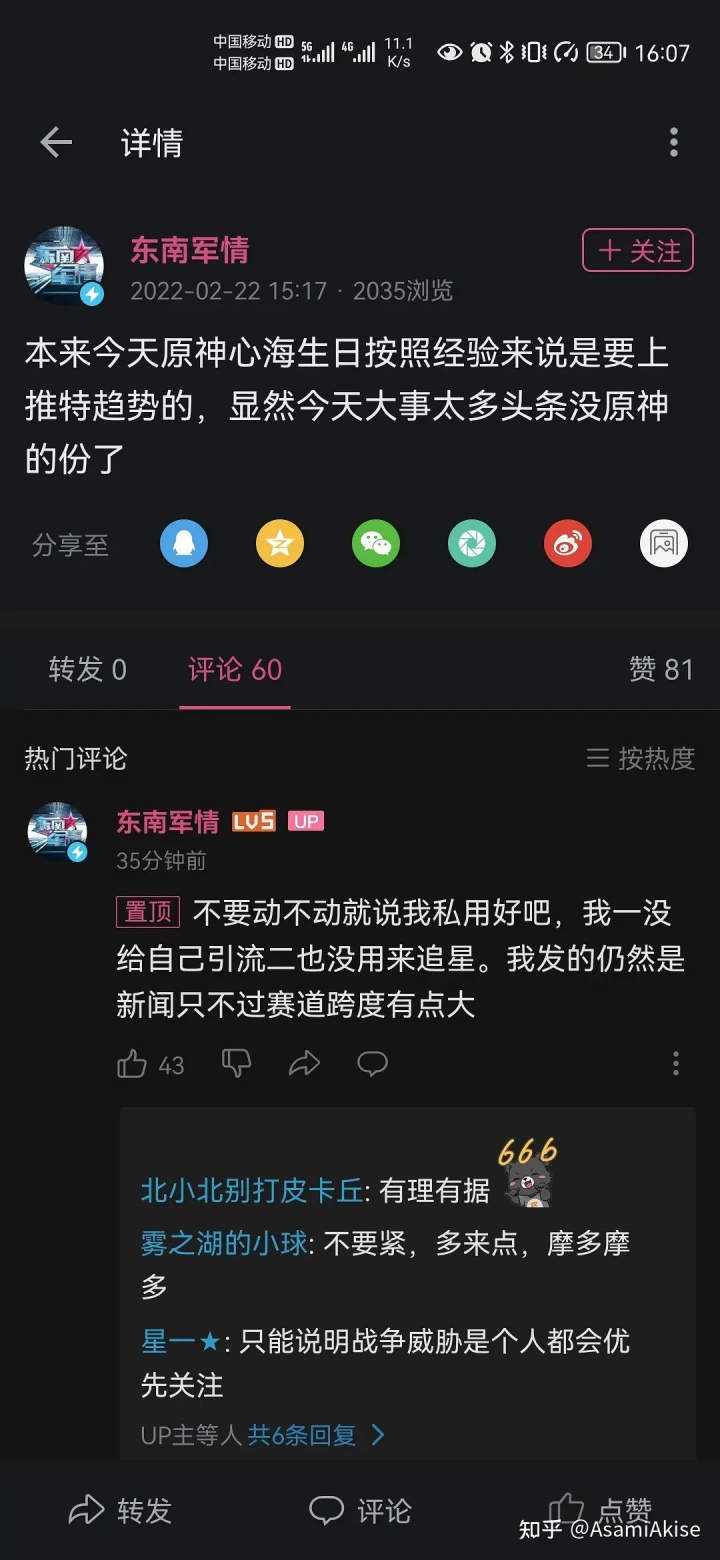 中国移动 HD 5G 4G 11.1
中国移动 HD K/s 34 16:07
详情
东南军情
+ 关注
2022-02-22 15:17 · 2035浏览
本来今天原神心海生日按照经验来说是要上
推特趋势的，显然今天大事太多头条没原神
的份了
分享至
转发 0 评论 60 赞 81
热门评论 按热度
东南军情 LV5 UP
35分钟前
置顶 不要动不动就说我私用好吧，我一没
给自己引流二也没用来追星。我发的仍然是
新闻只不过赛道跨度有点大
43
666
北小北别打皮卡丘: 有理有据
雾之湖的小球: 不要紧，多来点，摩多摩
多
星一★: 只能说明战争威胁是个人都会优
先关注
UP主等人 共6条回复
转发 评论 点赞
知乎 @AsamiAkise